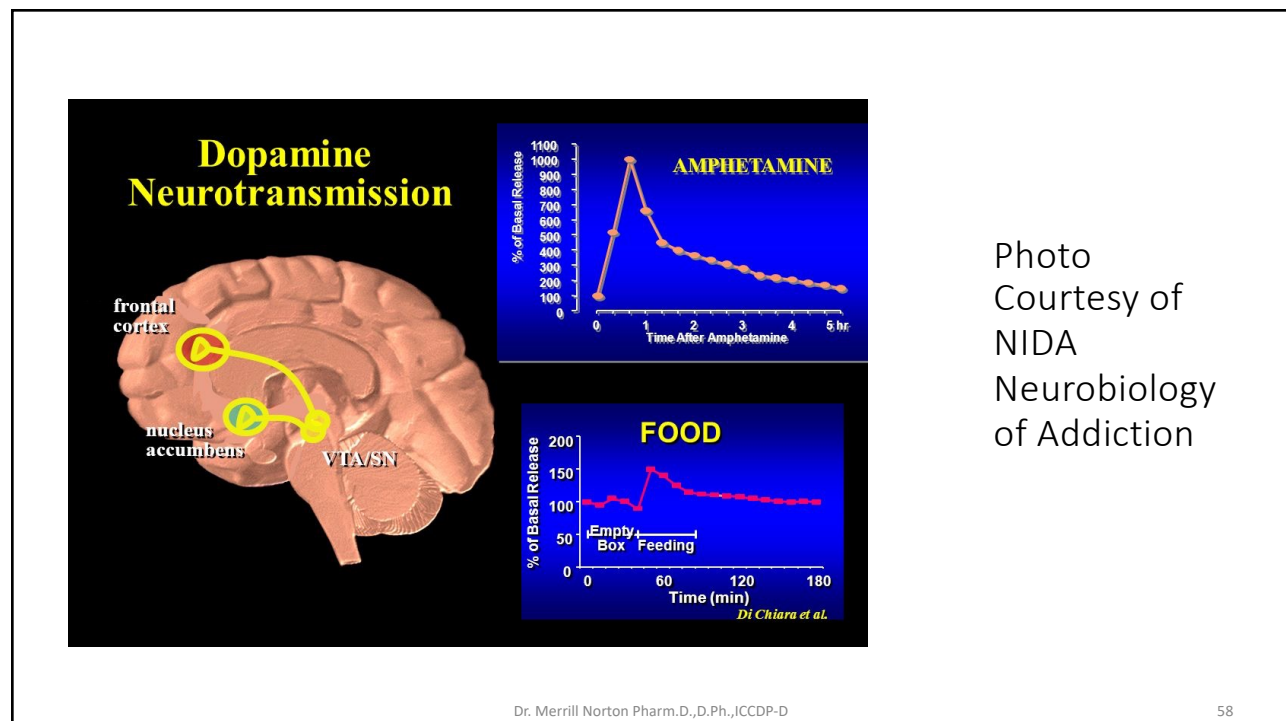 Dopamine
Neurotransmission
frontal
cortex
nucleus
accumbens
VTA/SN
AMPHETAMINE
% of Basal Release
1100
1000
900
800
700
600
500
400
300
200
100
0
0 1 2 3 4 5 hr
Time After Amphetamine
FOOD
% of Basal Release
200
150
100
50
0
Empty
Box Feeding
0 60 120 180
Time (min)
Di Chiara et al.
Photo
Courtesy of
NIDA
Neurobiology
of Addiction
Dr. Merrill Norton Pharm.D.,D.Ph.,ICCDP-D
58